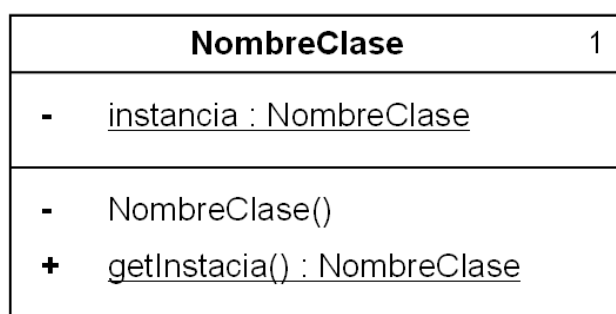 NombreClase 1
- instancia : NombreClase
- NombreClase()
+ getInstacia() : NombreClase